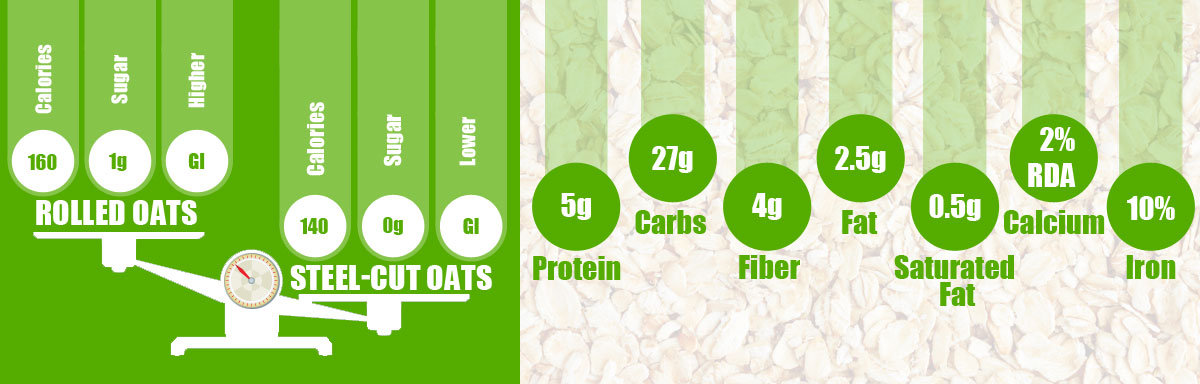 Calories
Sugar
Higher
160
1g
GI
ROLLED OATS
Calories
Sugar
Lower
140
0g
GI
STEEL-CUT OATS
5g
Protein
27g
Carbs
4g
Fiber
2.5g
Fat
0.5g
Saturated
Fat
2%
RDA
Calcium
10%
Iron